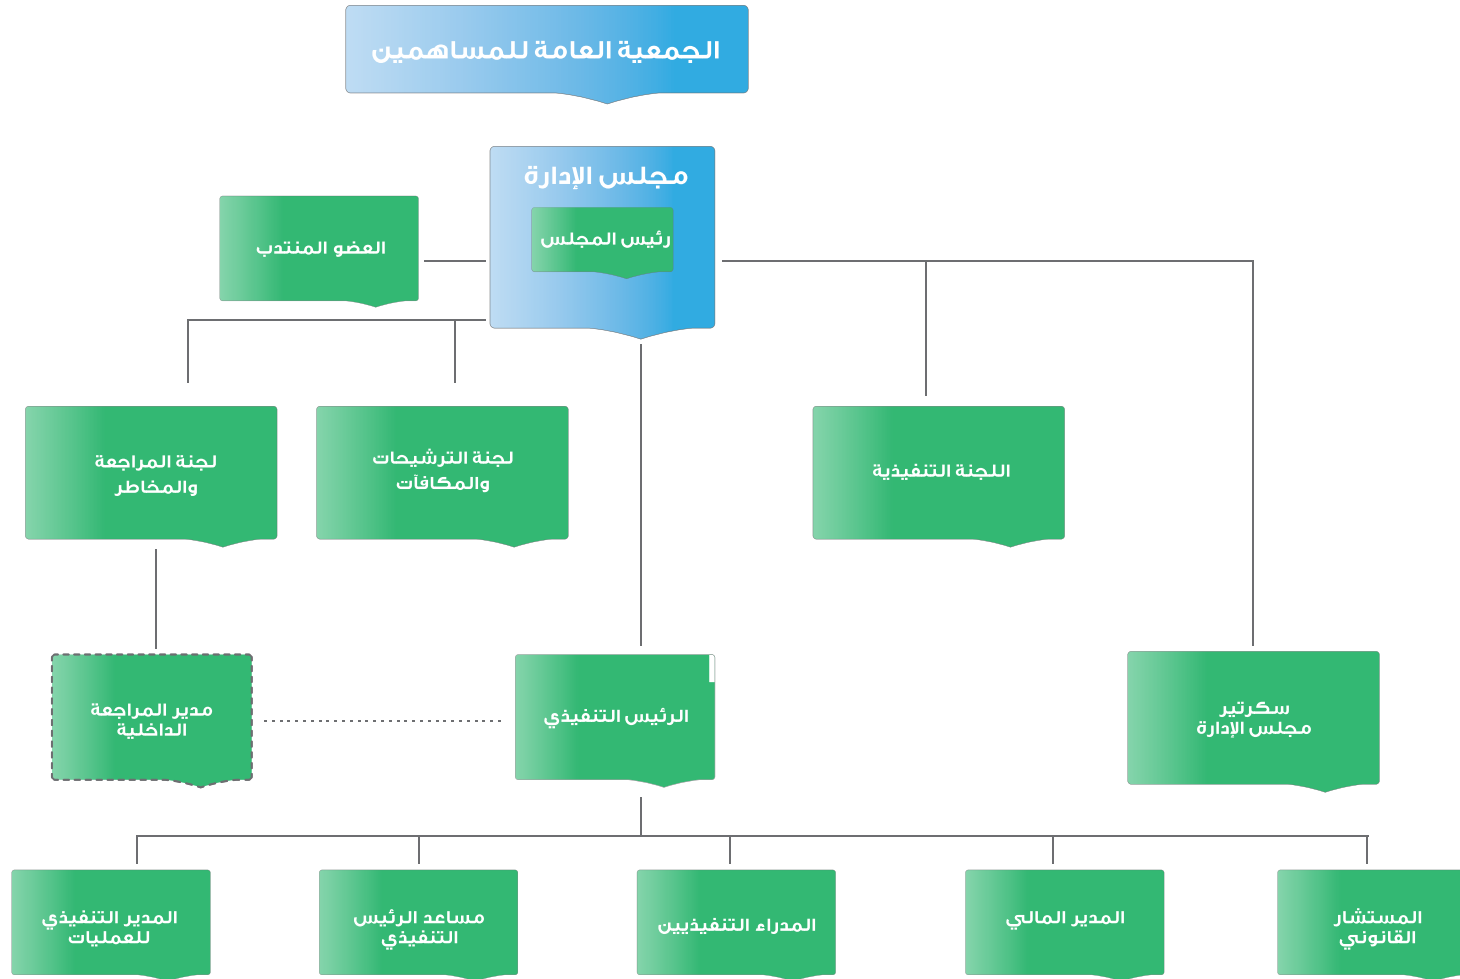 الجمعية العامة للمساهمين
مجلس الإدارة
رئيس المجلس
العضو المنتدب
اللجنة التنفيذية
لجنة الترشيحات
والمكافآت
لجنة المراجعة
والمخاطر
سكرتير
مجلس الإدارة
الرئيس التنفيذي
مدير المراجعة
الداخلية
المستشار
القانوني
المدير المالي
المدراء التنفيذيين
مساعد الرئيس
التنفيذي
المدير التنفيذي
للعمليات